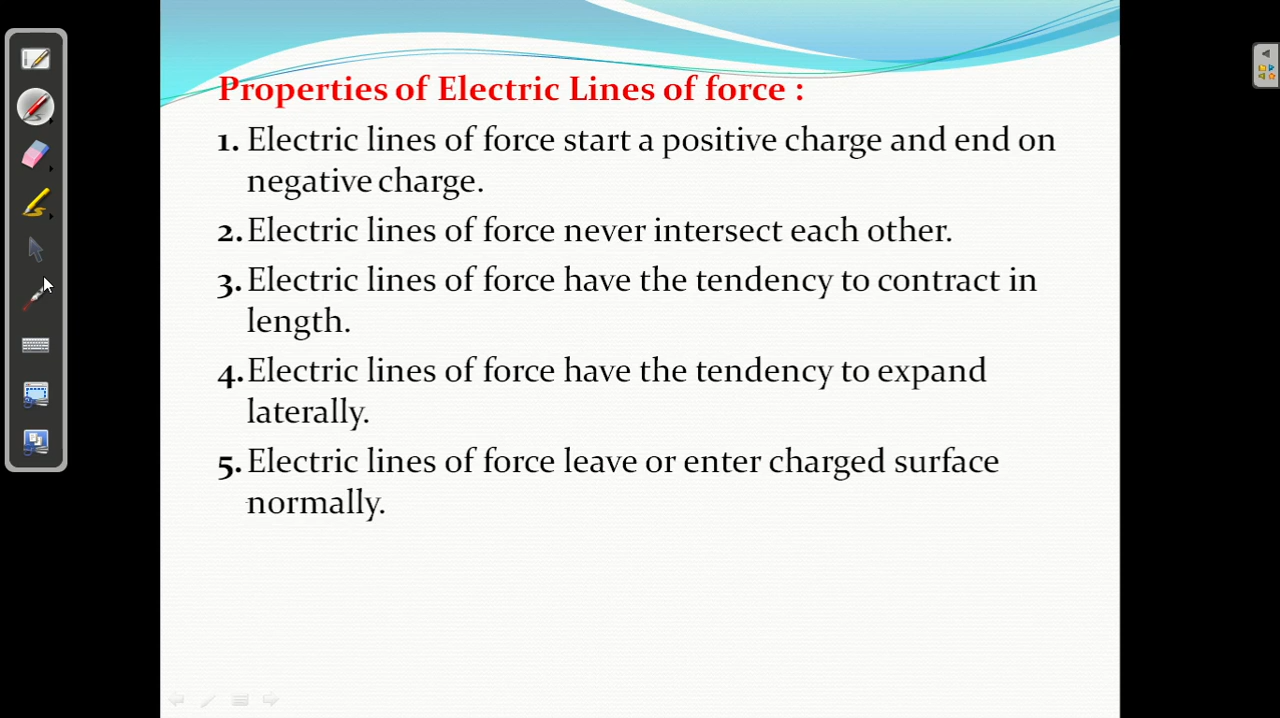 Properties of Electric Lines of force :
1. Electric lines of force start a positive charge and end on
negative charge.
2. Electric lines of force never intersect each other.
3. Electric lines of force have the tendency to contract in
length.
4. Electric lines of force have the tendency to expand
laterally.
5. Electric lines of force leave or enter charged surface
normally.